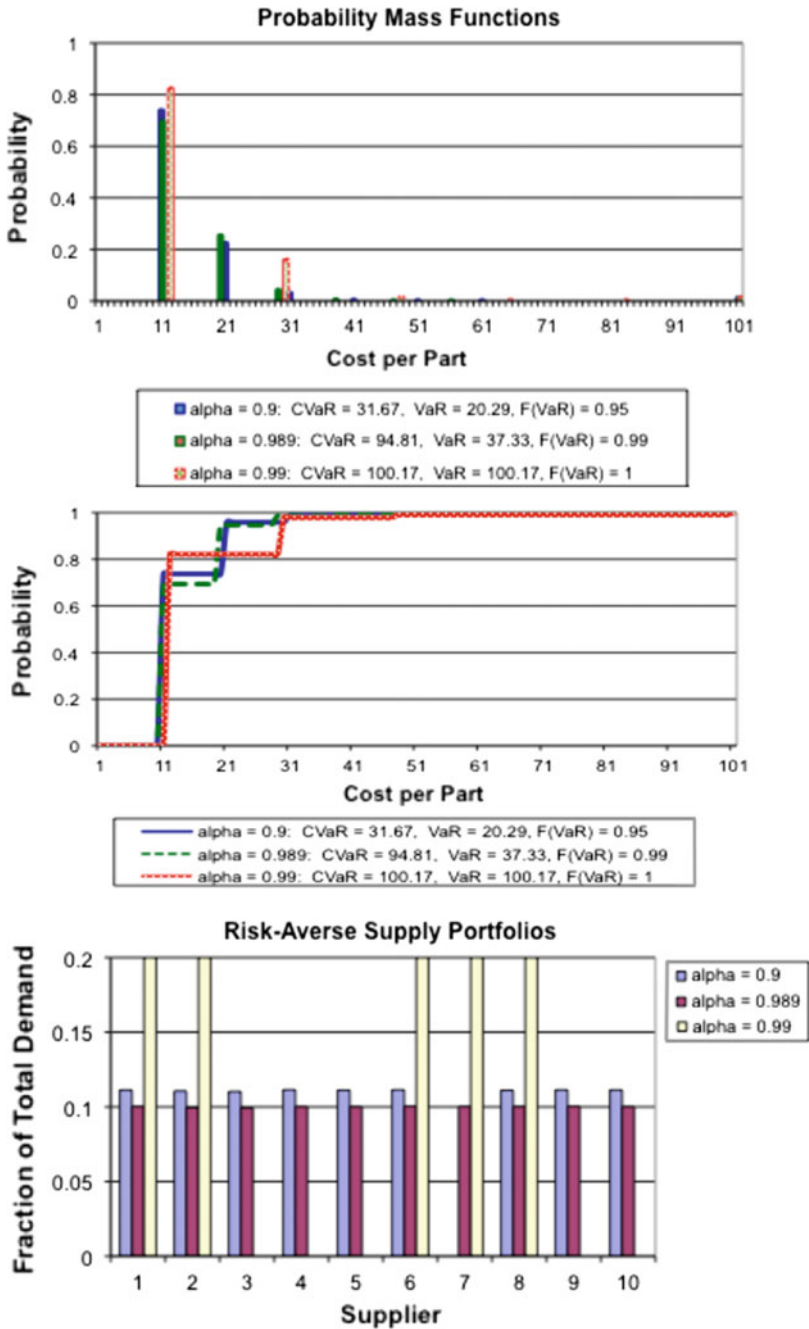 Probability Mass Functions
1
0.8
0.6
0.4
0.2
0
Probability
1 11 21 31 41 51 61 71 81 91 101
Cost per Part
alpha = 0.9: CVaR = 31.67, VaR = 20.29, F(VaR) = 0.95
alpha = 0.989: CVaR = 94.81, VaR = 37.33, F(VaR) = 0.99
alpha = 0.99: CVaR = 100.17, VaR = 100.17, F(VaR) = 1
1
0.8
0.6
0.4
0.2
0
Probability
1 11 21 31 41 51 61 71 81 91 101
Cost per Part
alpha = 0.9: CVaR = 31.67, VaR = 20.29, F(VaR) = 0.95
alpha = 0.989: CVaR = 94.81, VaR = 37.33, F(VaR) = 0.99
alpha = 0.99: CVaR = 100.17, VaR = 100.17, F(VaR) = 1
Risk-Averse Supply Portfolios
0.2
0.15
0.1
0.05
0
Fraction of Total Demand
1 2 3 4 5 6 7 8 9 10
Supplier
alpha = 0.9
alpha = 0.989
alpha = 0.99